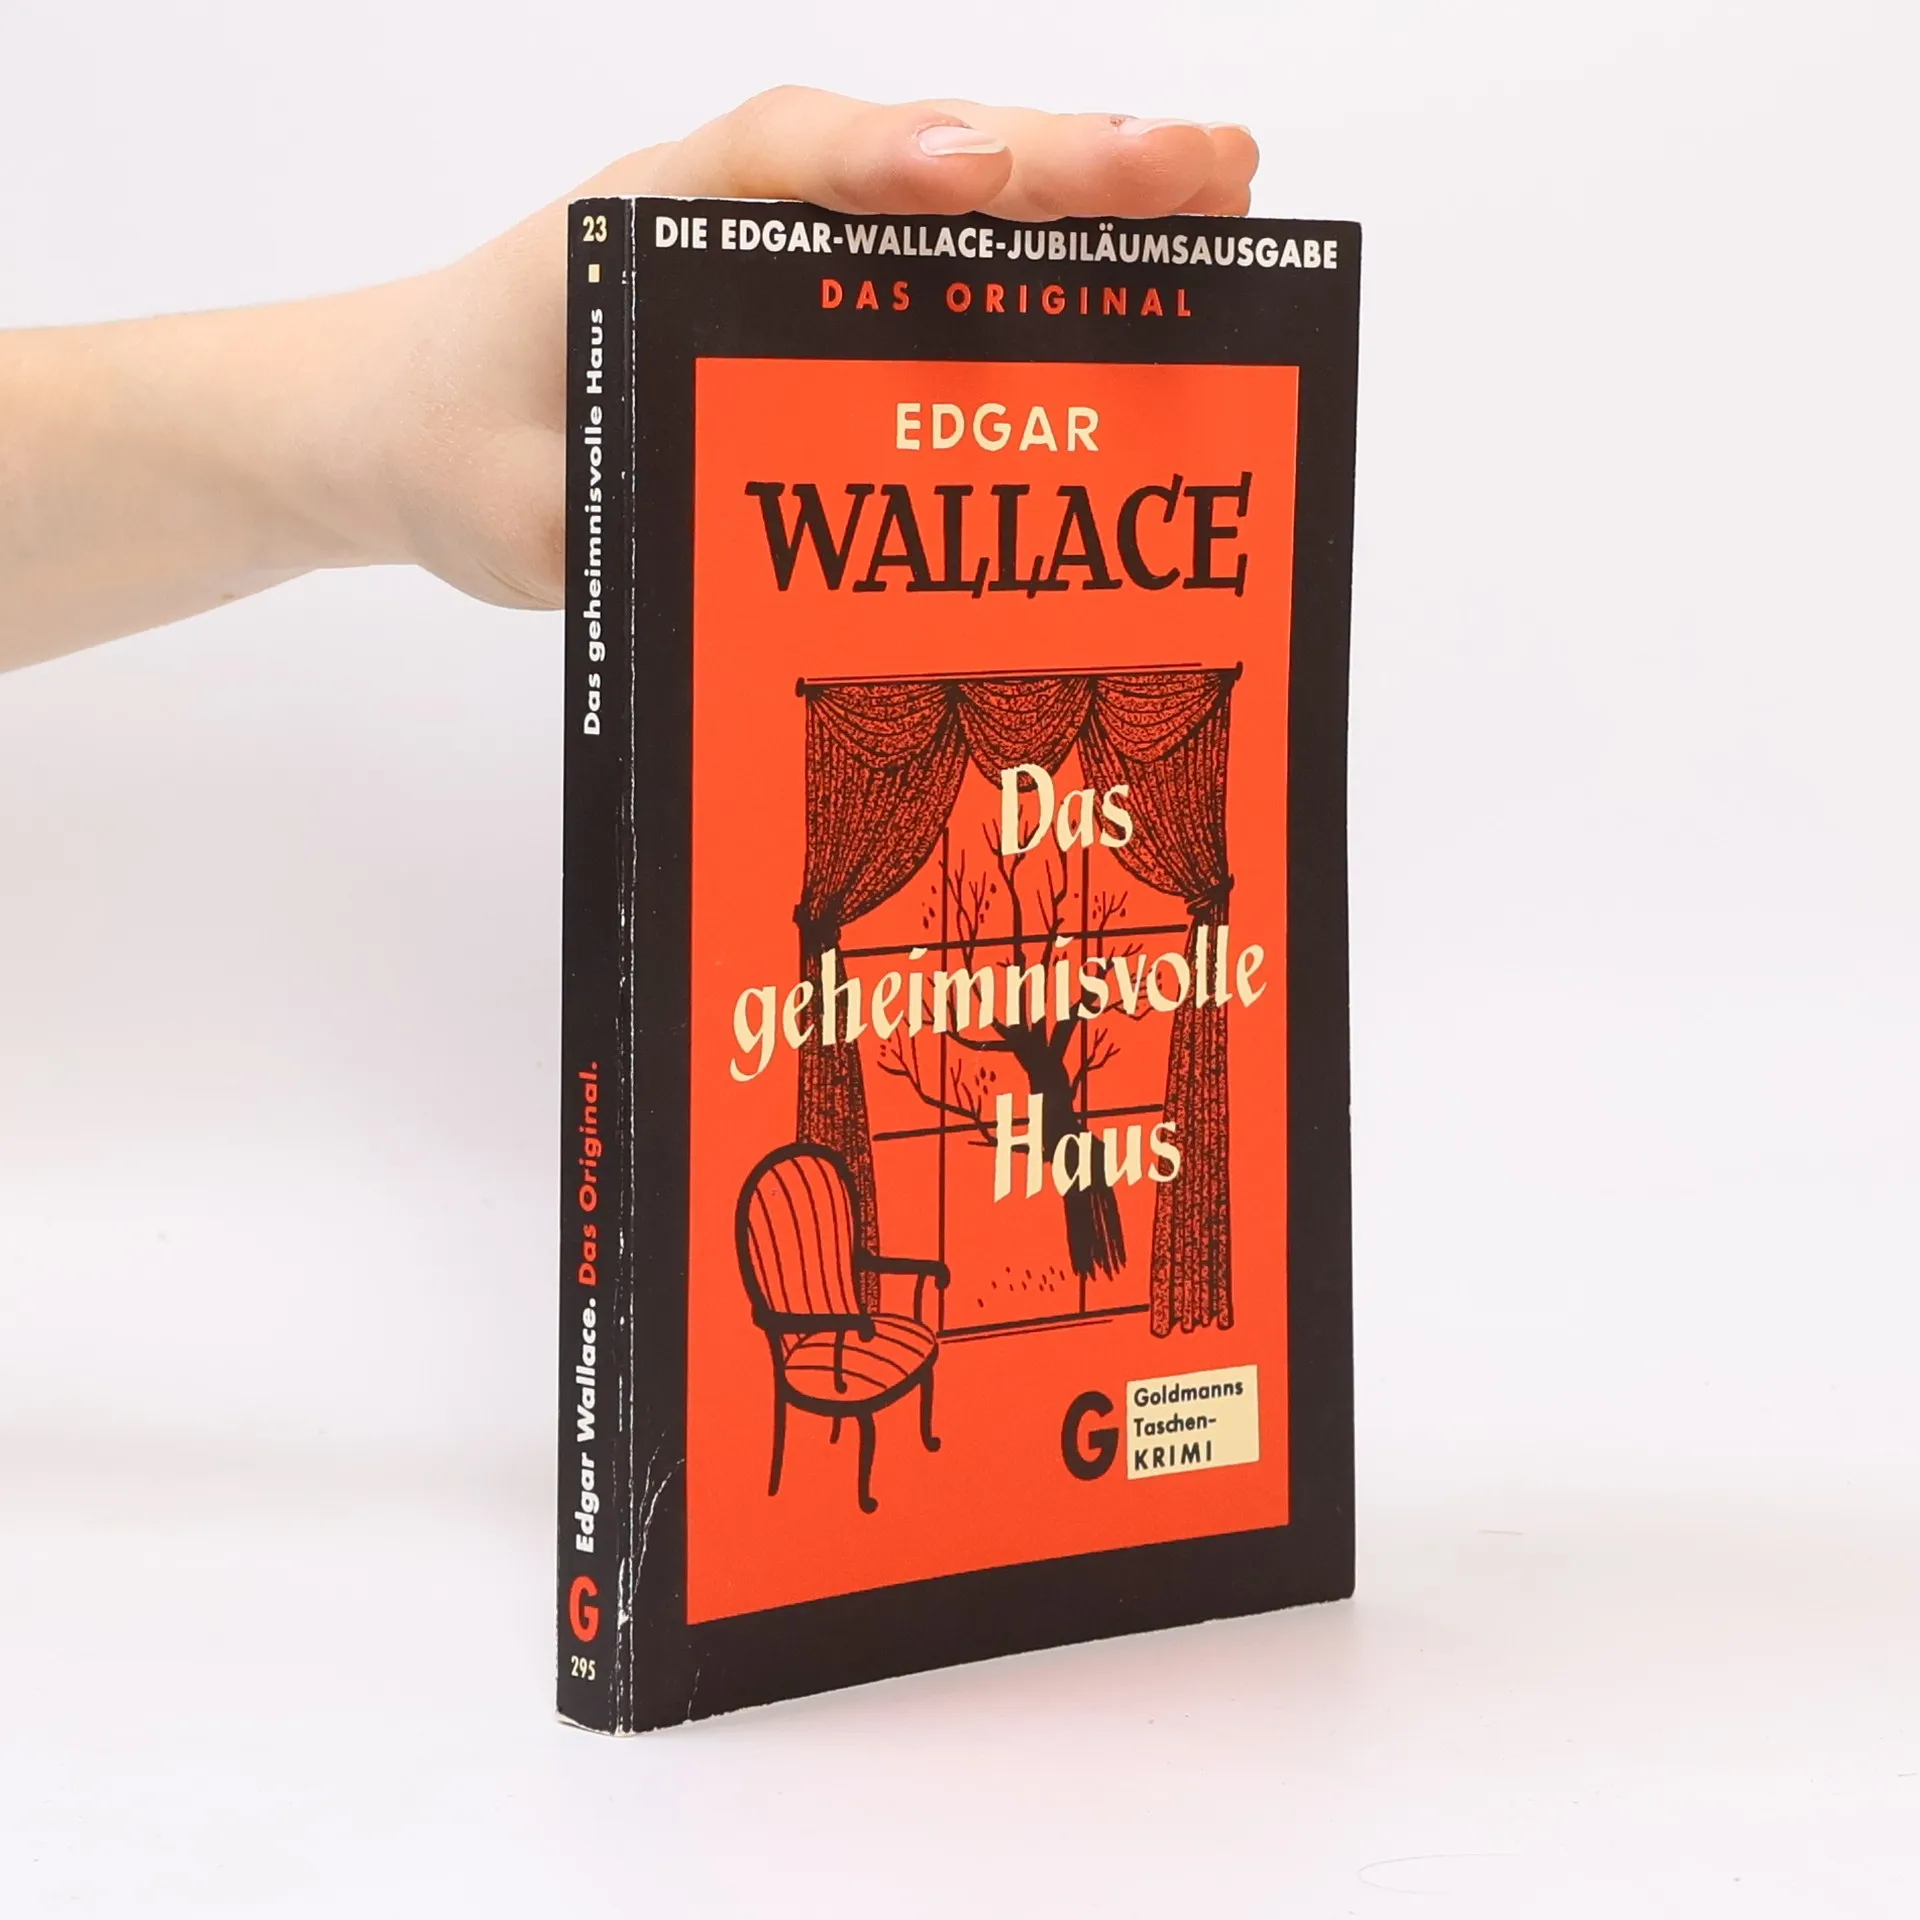 DIE EDGAR-WALLACE-JUBILÄUMSAUSGABE
DAS ORIGINAL
EDGAR
WALLACE
Das
geheimnisvolle
Haus
G
Goldmanns
Taschen-
KRIMI
23
Das geheimnisvolle Haus
Edgar Wallace. Das Original.
G
295